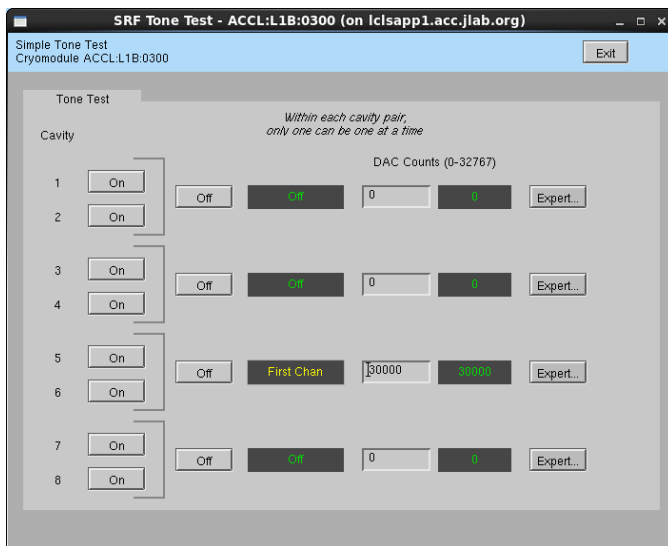 SRF Tone Test - ACCL:L1B:0300 (on lclsapp1.acc.jlab.org)
Simple Tone Test
Cryomodule ACCL:L1B:0300
Exit
Tone Test
Within each cavity pair,
only one can be one at a time
Cavity
DAC Counts (0-32767)
1 On
Off Off 0 0 Expert...
2 On
3 On
Off Off 0 0 Expert...
4 On
5 On
Off First Chan 30000 30000 Expert...
6 On
7 On
Off Off 0 0 Expert...
8 On